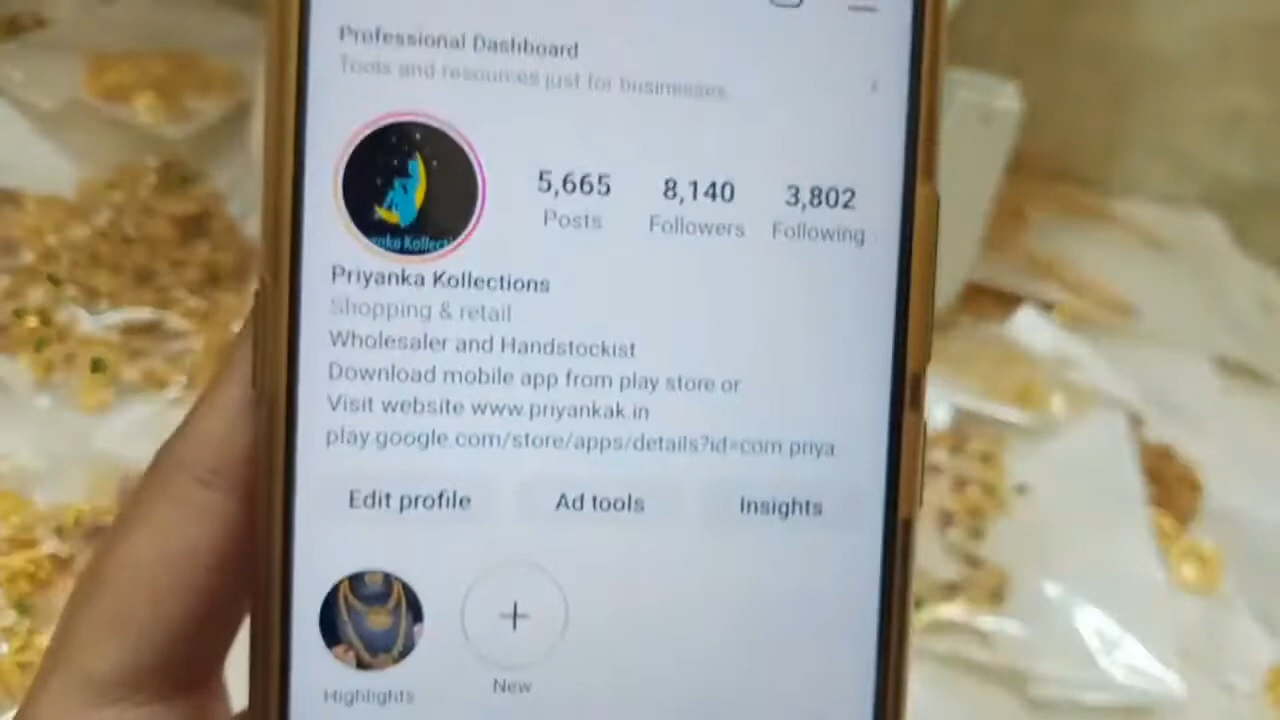 Professional Dashboard
Tools and resources just for businesses.
5,665 8,140 3,802
Posts Followers Following
Priyanka Kollections
Shopping & retail
Wholesaler and Handstockist
Download mobile app from play store or
Visit website www.priyankak.in
play.google.com/store/apps/details?id=com.priya
Edit profile Ad tools Insights
Highlights New